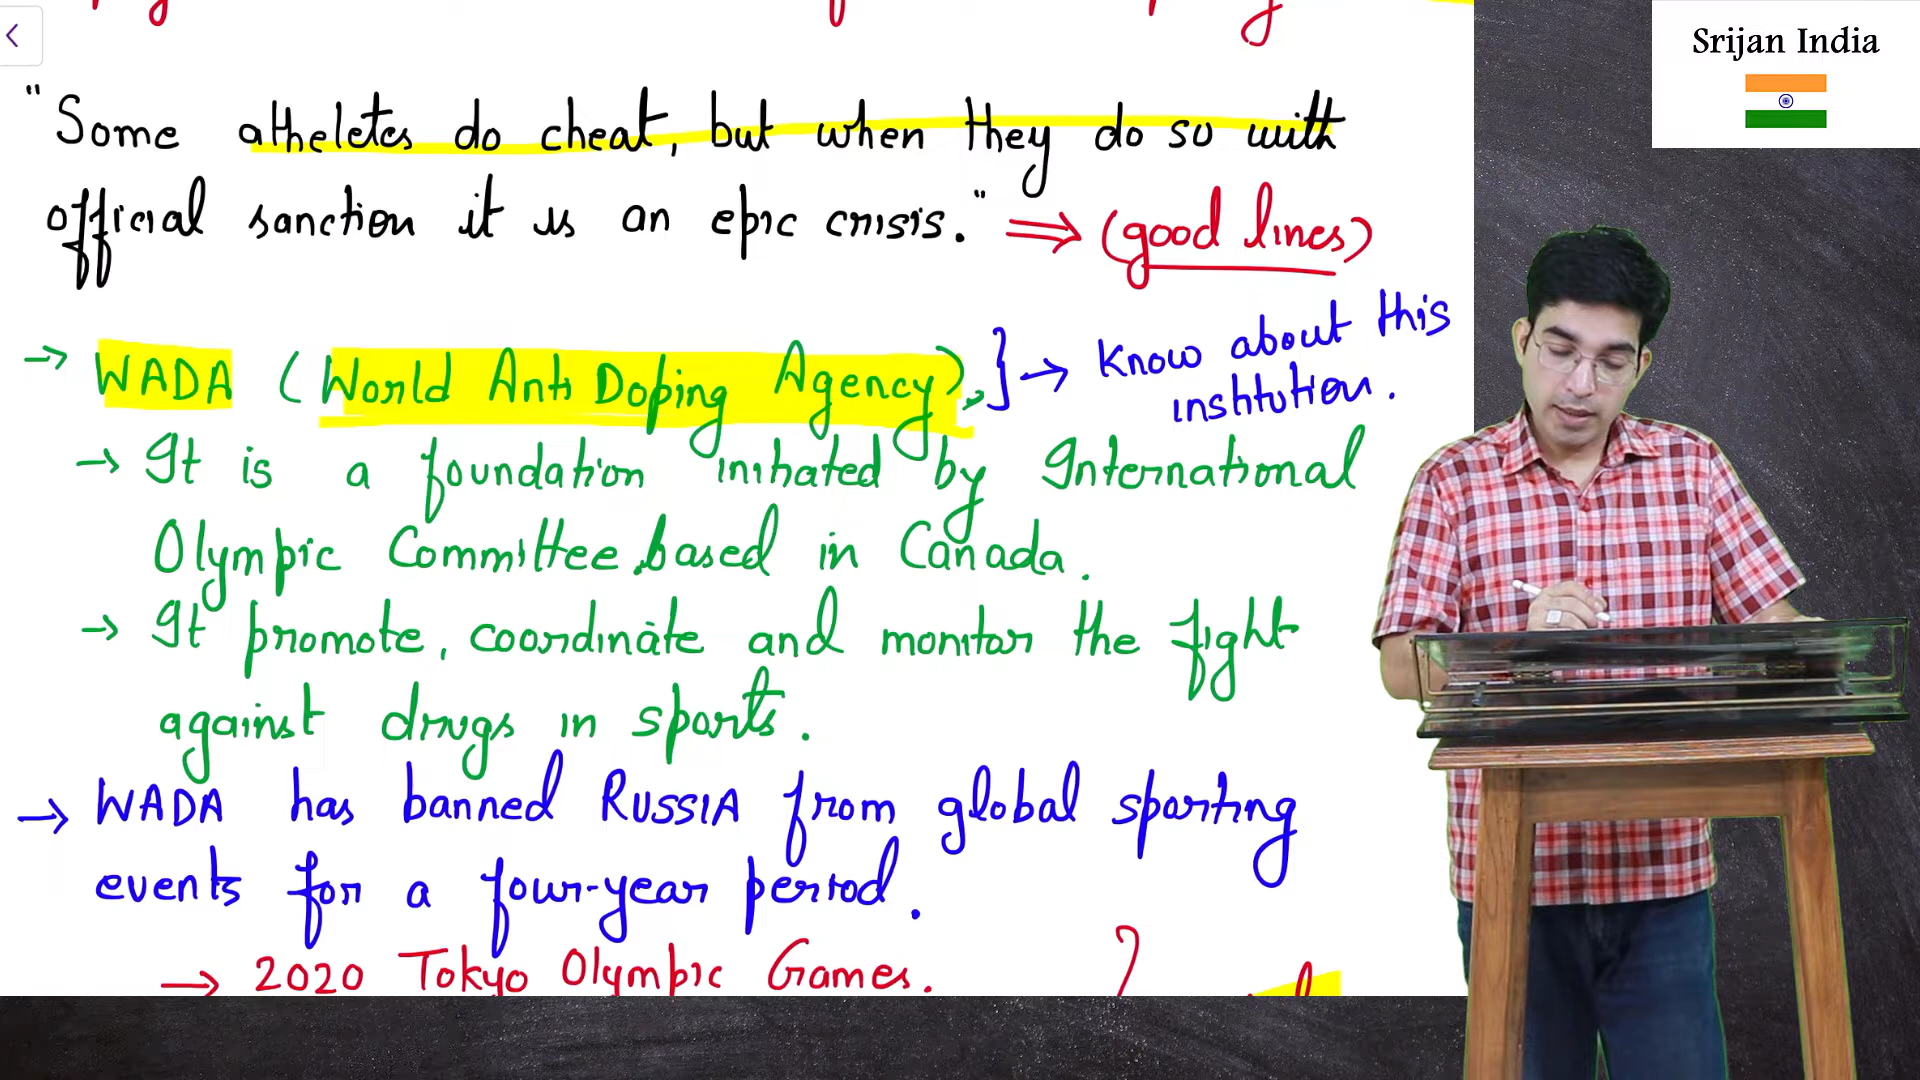 Srijan India
"Some atheletes do cheat, but when they do so with
official sanction it is an epic crisis." ⇒ (good lines)
→ WADA (World Anti Doping Agency), } → Know about this
institution.
→ It is a foundation initiated by International
Olympic Committee based in Canada.
→ It promote, coordinate and monitor the fight
against drugs in sports.
→ WADA has banned RUSSIA from global sporting
events for a four-year period.
→ 2020 Tokyo Olympic Games.